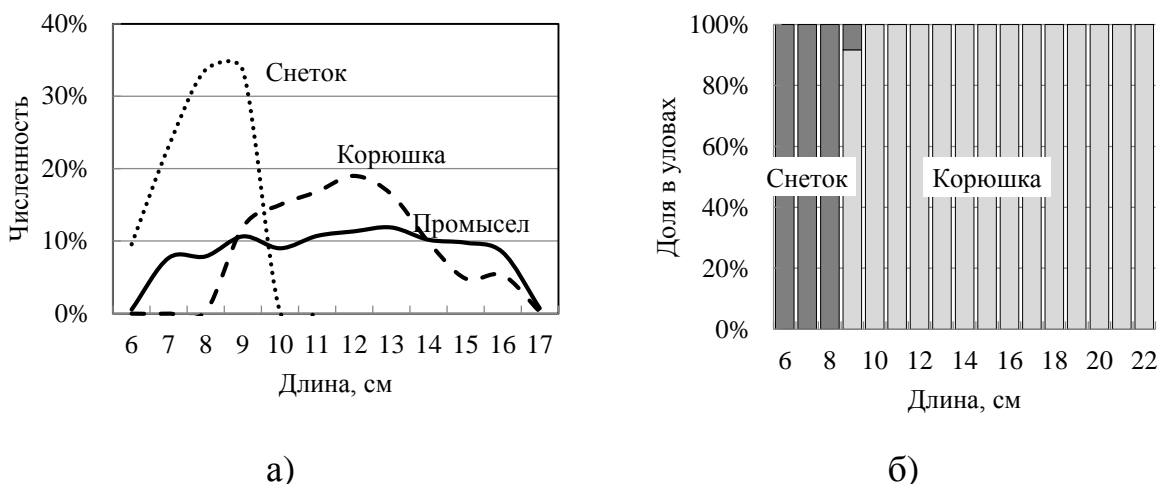 40%
30%
20%
10%
0%
Численность
Снеток
Корюшка
Промысел
6 7 8 9 10 11 12 13 14 15 16 17
Длина, см
а)
100%
80%
60%
40%
20%
0%
Доля в уловах
Снеток
Корюшка
6 8 10 12 14 16 18 20 22
Длина, см
б)